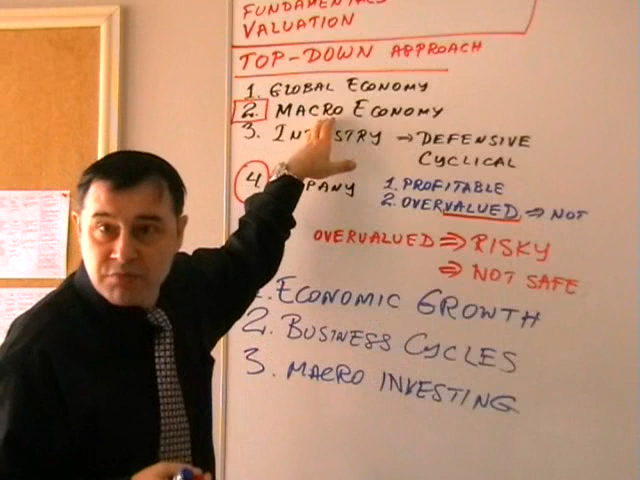 FUNDAMENTALS
VALUATION
TOP-DOWN APPROACH
1. GLOBAL ECONOMY
2. MACRO ECONOMY
3. INDUSTRY → DEFENSIVE
CYCLICAL
4. PANY 1. PROFITABLE
2. OVERVALUED ⇒ NOT
OVERVALUED ⇒ RISKY
⇒ NOT SAFE
1. ECONOMIC GROWTH
2. BUSINESS CYCLES
3. MACRO INVESTING